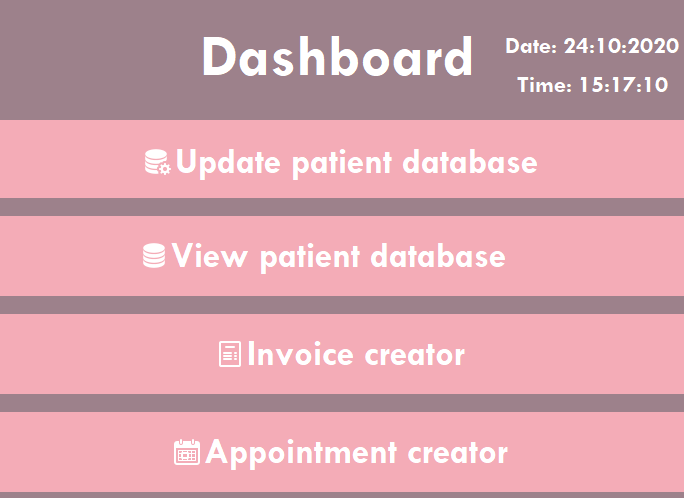 Dashboard
Date: 24:10:2020
Time: 15:17:10
Update patient database
View patient database
Invoice creator
Appointment creator